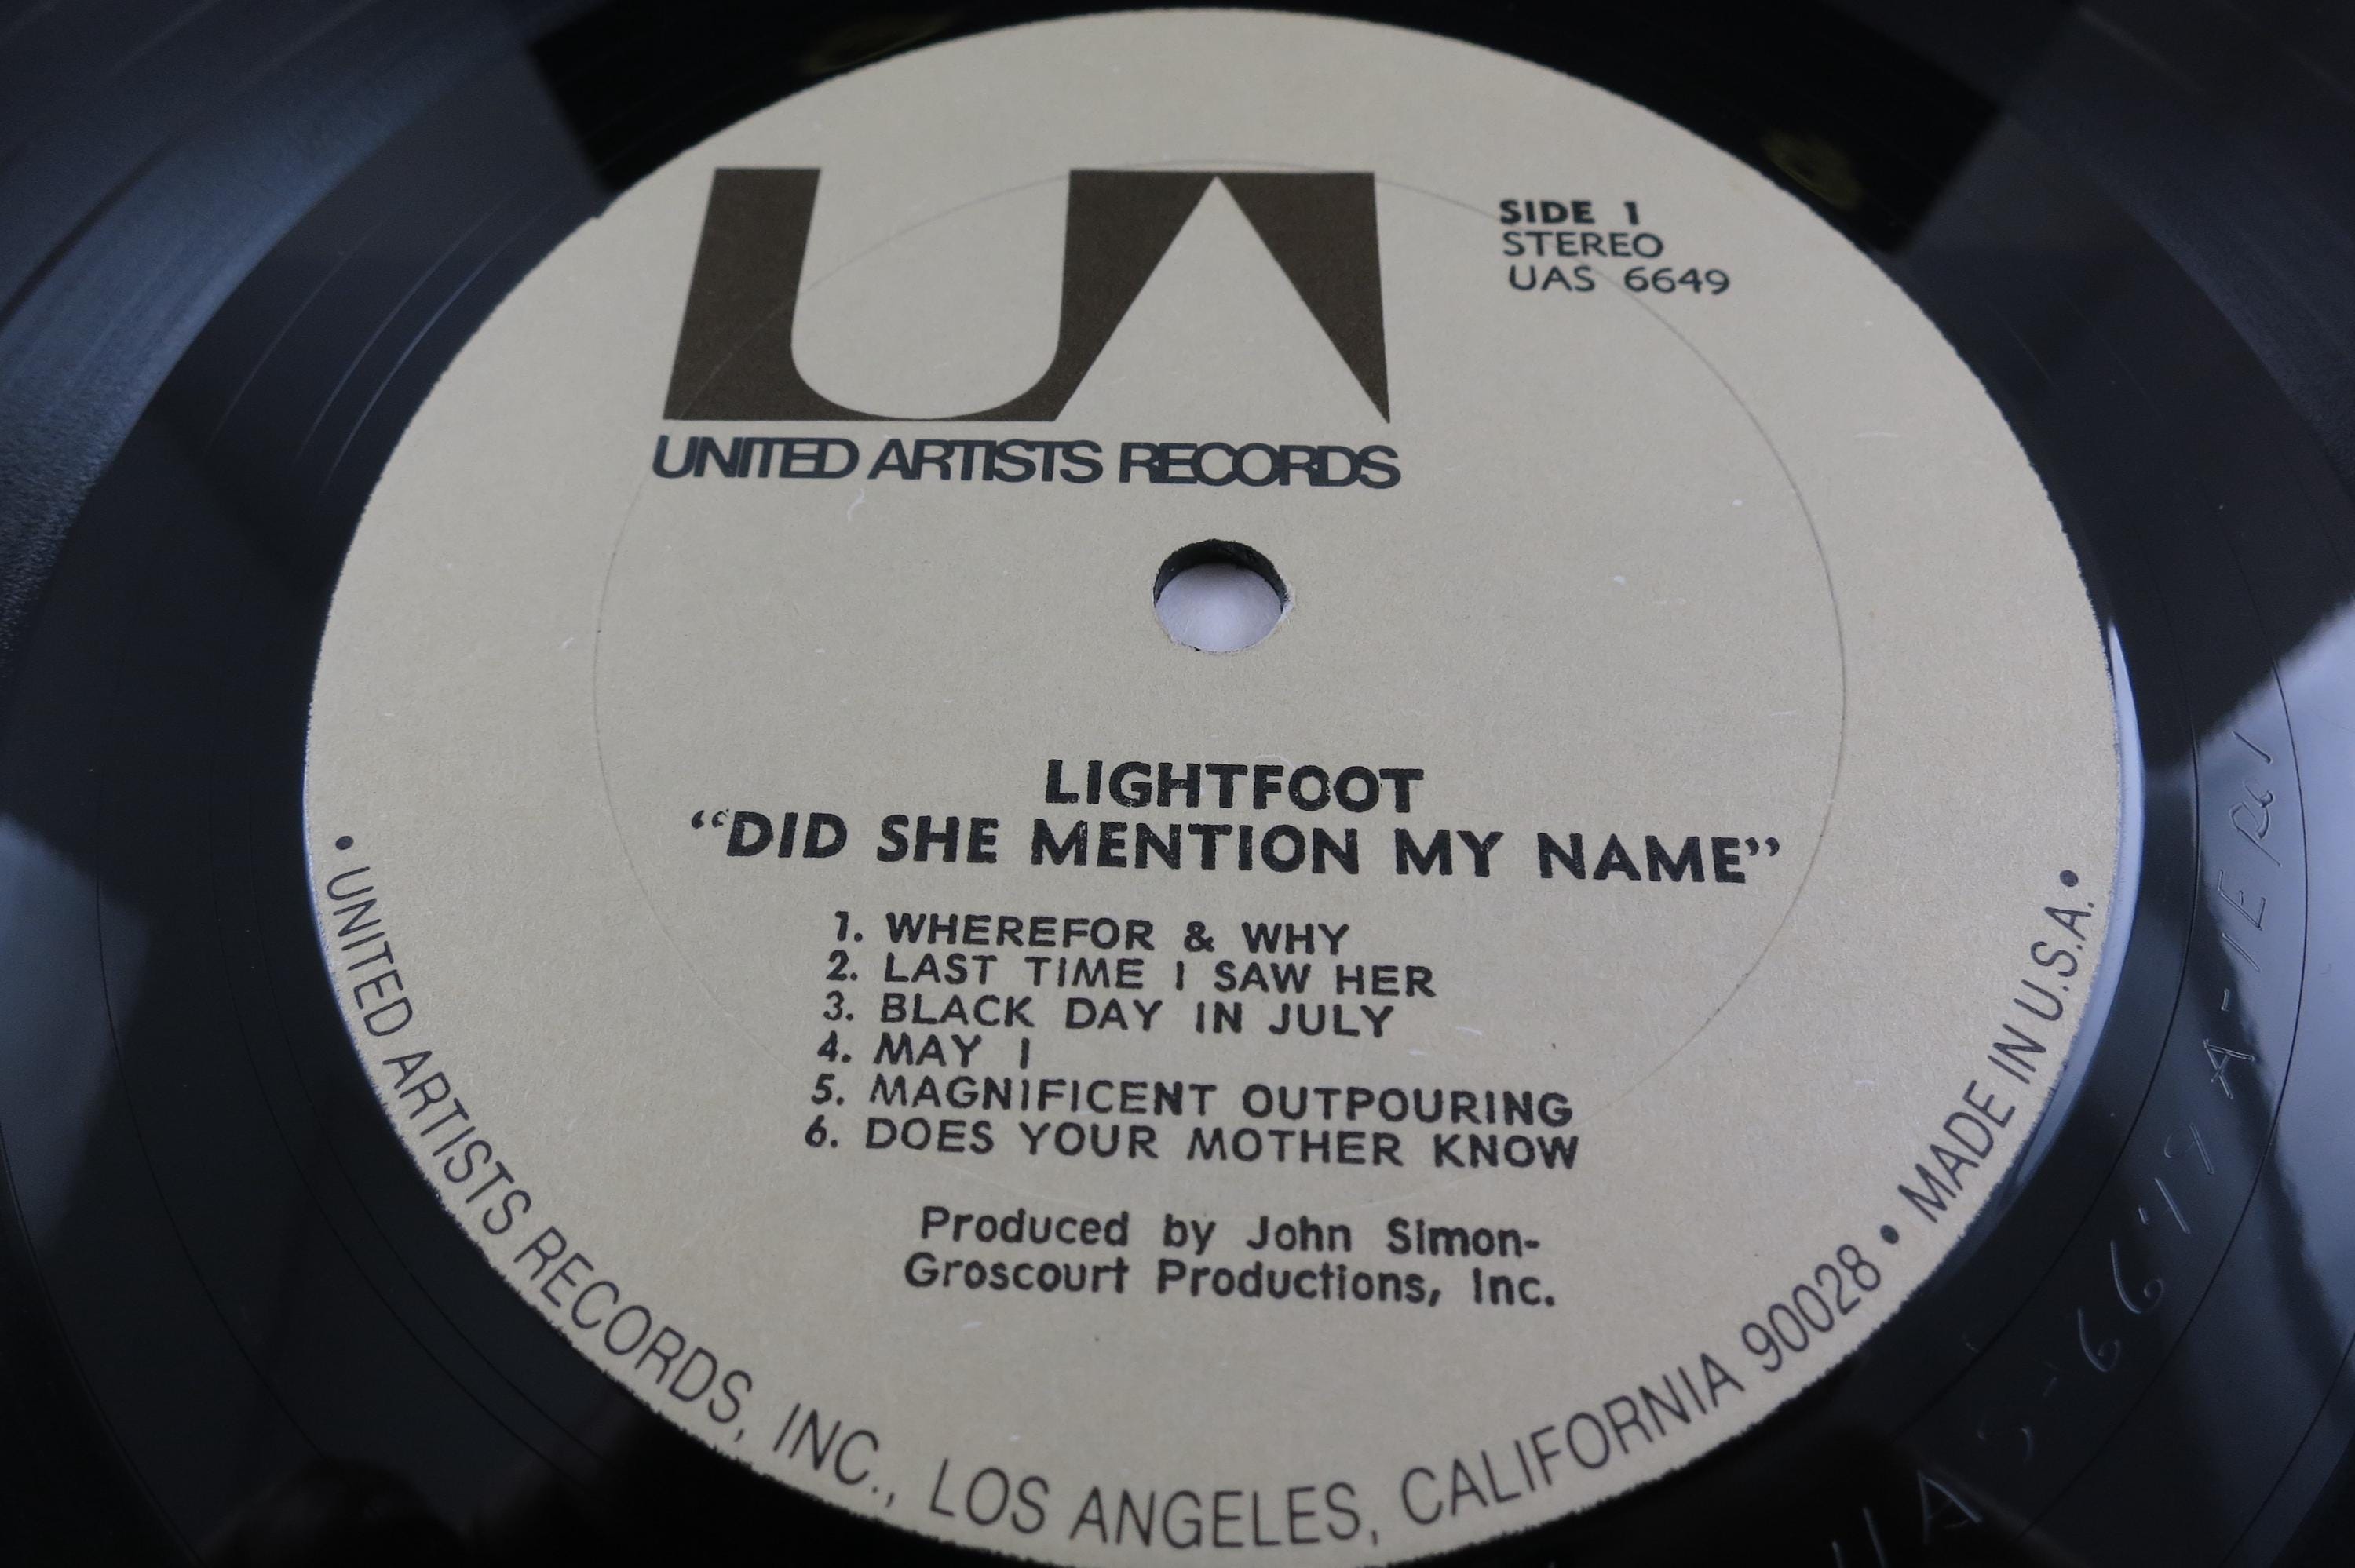 UA
UNITED ARTISTS RECORDS
SIDE 1
STEREO
UAS 6649
LIGHTFOOT
“DID SHE MENTION MY NAME”
1. WHEREFOR & WHY
2. LAST TIME I SAW HER
3. BLACK DAY IN JULY
4. MAY I
5. MAGNIFICENT OUTPOURING
6. DOES YOUR MOTHER KNOW
Produced by John Simon-
Groscourt Productions, Inc.
• UNITED ARTISTS RECORDS, INC., LOS ANGELES, CALIFORNIA 90028 • MADE IN U.S.A. •